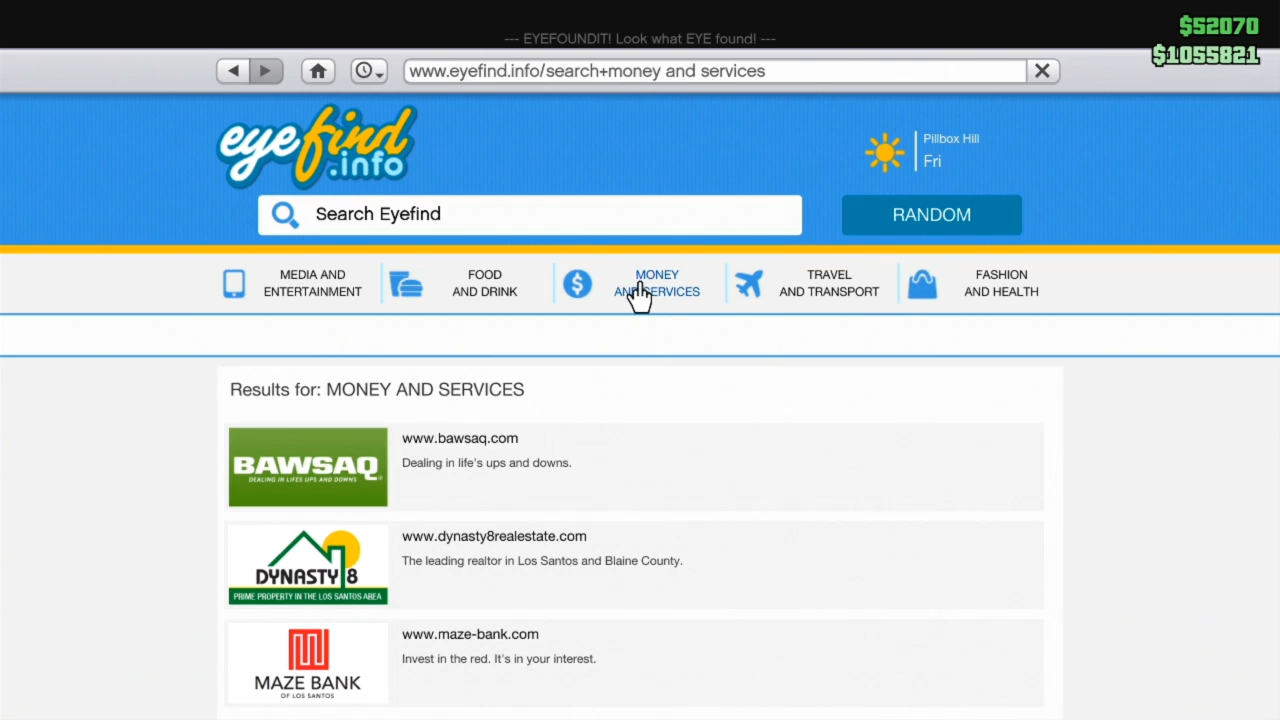 $52070
--- EYEFOUNDIT! Look what EYE found! ---
$1055821
www.eyefind.info/search+money and services
eyefind
.info
Pillbox Hill
Fri
Search Eyefind
RANDOM
MEDIA AND
ENTERTAINMENT
FOOD
AND DRINK
MONEY
AND SERVICES
TRAVEL
AND TRANSPORT
FASHION
AND HEALTH
Results for: MONEY AND SERVICES
BAWSAQ
DEALING IN LIFES UPS AND DOWNS
www.bawsaq.com
Dealing in life's ups and downs.
DYNASTY 8
PRIME PROPERTY IN THE LOS SANTOS AREA
www.dynasty8realestate.com
The leading realtor in Los Santos and Blaine County.
MAZE BANK
OF LOS SANTOS
www.maze-bank.com
Invest in the red. It's in your interest.